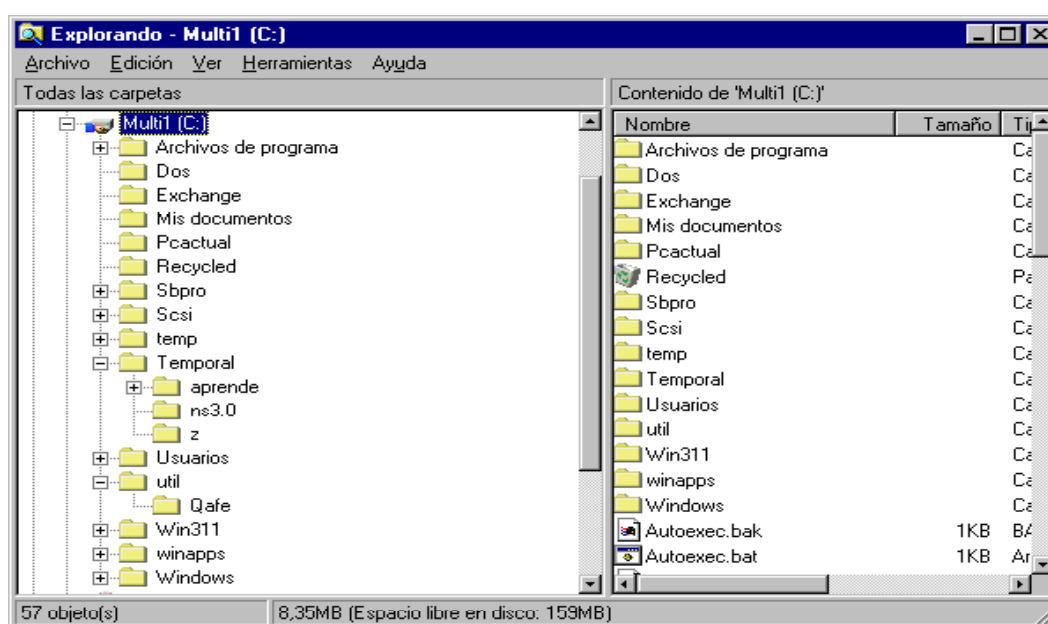 Explorando - Multi1 (C:)
Archivo Edición Ver Herramientas Ayuda
Todas las carpetas
Contenido de 'Multi1 (C:)'
Multi1 (C:)
Archivos de programa
Dos
Exchange
Mis documentos
Pcactual
Recycled
Sbpro
Scsi
temp
Temporal
aprende
ns3.0
z
Usuarios
util
Qafe
Win311
winapps
Windows
Nombre Tamaño
Archivos de programa
Dos
Exchange
Mis documentos
Pcactual
Recycled
Sbpro
Scsi
temp
Temporal
Usuarios
util
Win311
winapps
Windows
Autoexec.bak 1KB
Autoexec.bat 1KB
57 objeto(s)
8,35MB (Espacio libre en disco: 159MB)